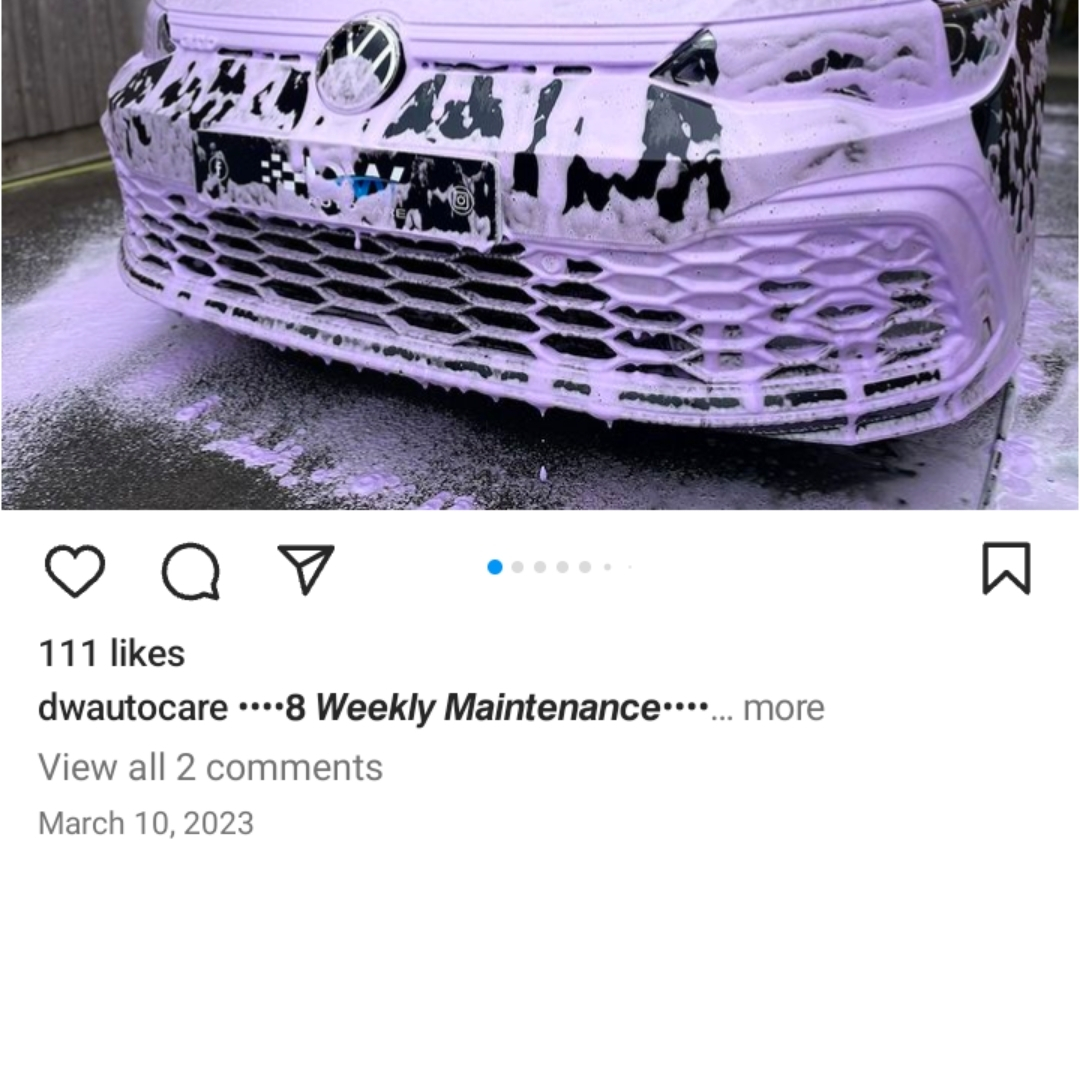 111 likes
dwautocare ····8 Weekly Maintenance····... more
View all 2 comments
March 10, 2023